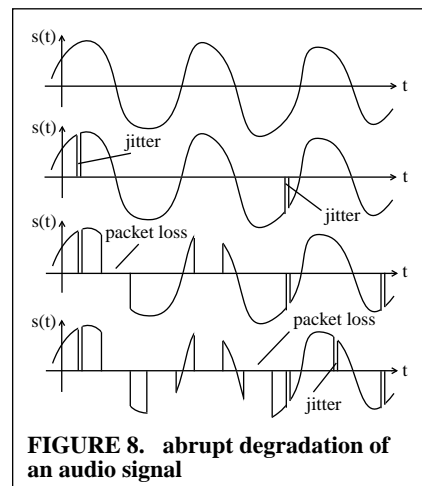 s(t)
t
s(t)
jitter
t
jitter
packet loss
s(t)
t
packet loss
s(t)
t
jitter
FIGURE 8. abrupt degradation of
an audio signal